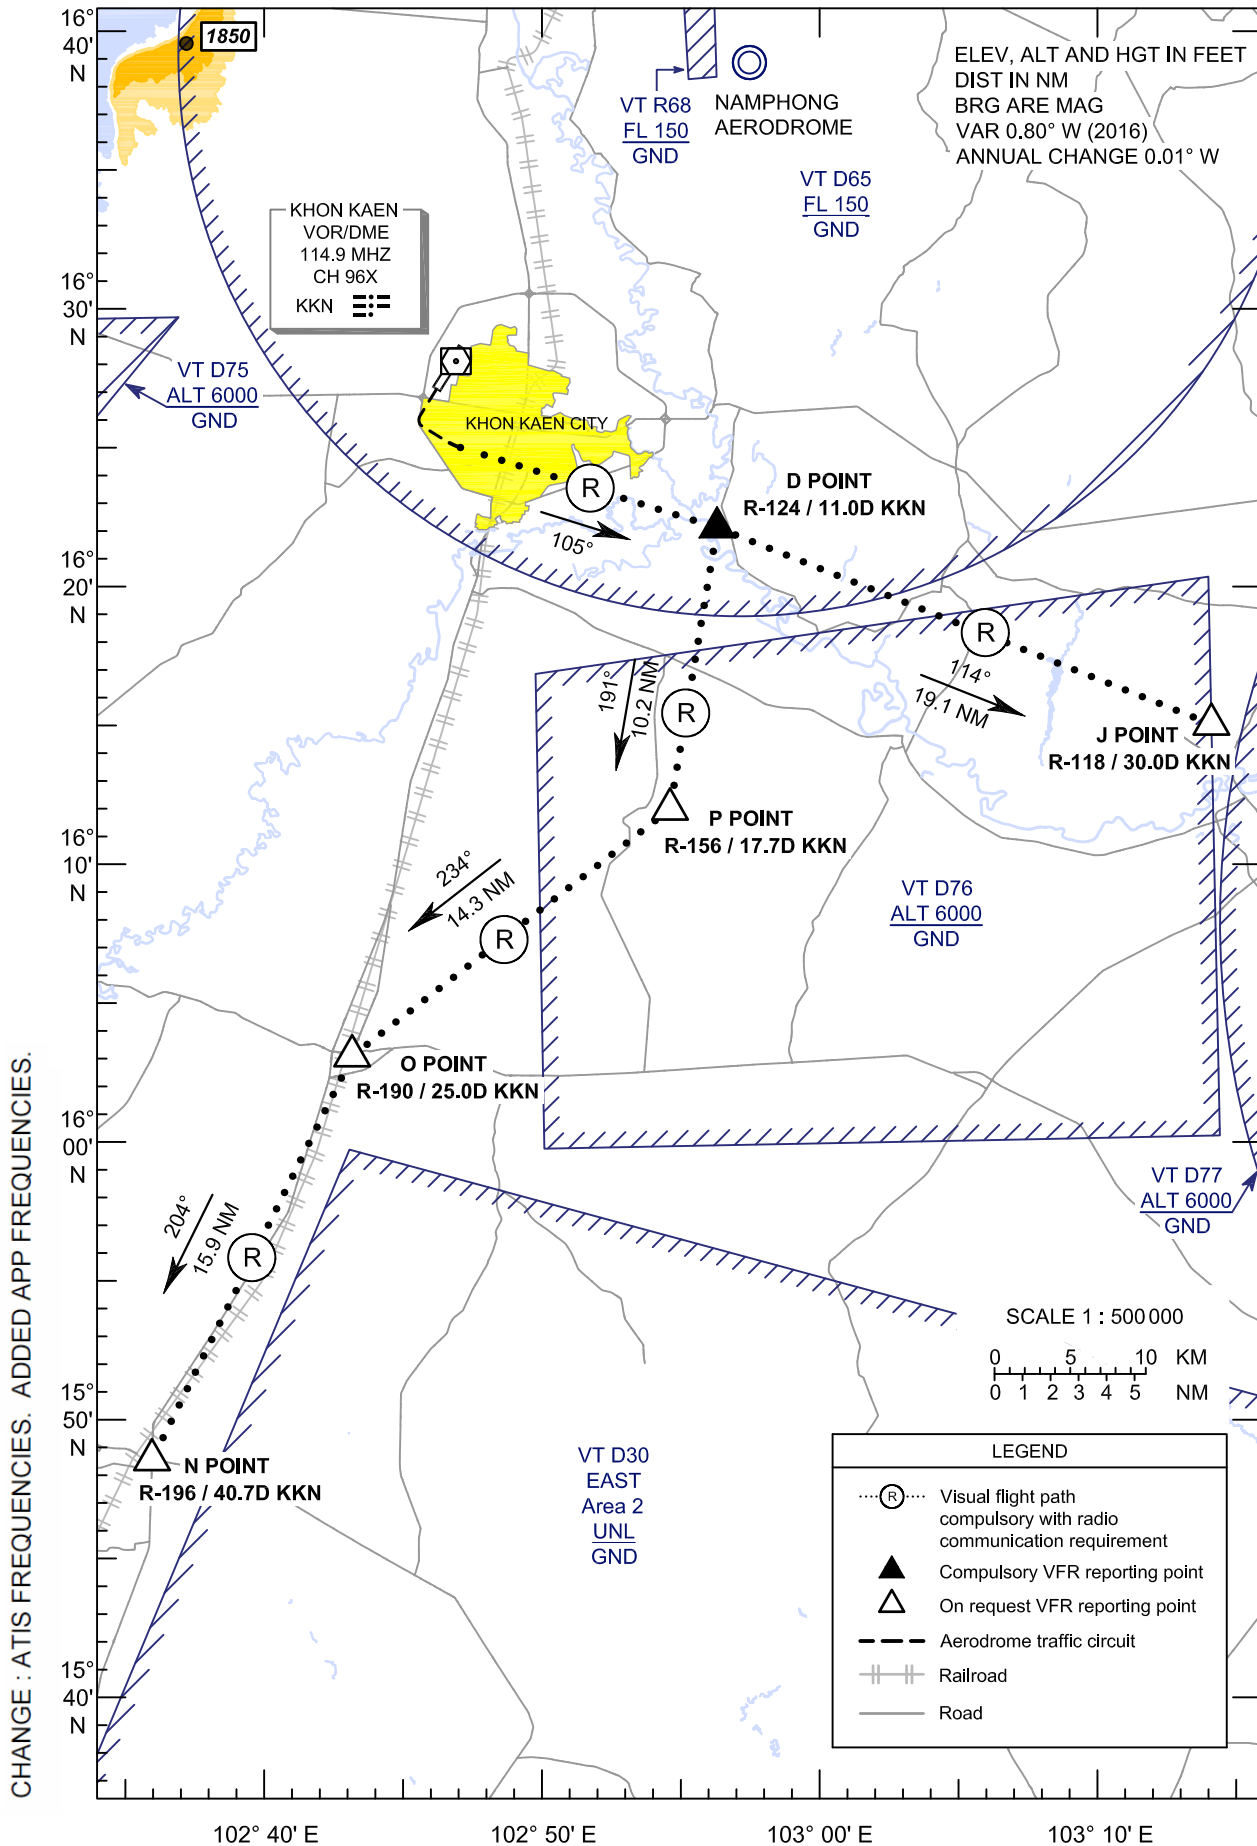 16°
40'
N
1850
VT R68
FL 150
GND
NAMPHONG
AERODROME
ELEV, ALT AND HGT IN FEET
DIST IN NM
BRG ARE MAG
VAR 0.80° W (2016)
ANNUAL CHANGE 0.01° W
VT D65
FL 150
GND
KHON KAEN
VOR/DME
114.9 MHZ
CH 96X
KKN
16°
30'
N
VT D75
ALT 6000
GND
KHON KAEN CITY
R
D POINT
R-124 / 11.0D KKN
105°
16°
20'
N
R
114°
19.1 NM
191°
10.2 NM
R
J POINT
R-118 / 30.0D KKN
P POINT
R-156 / 17.7D KKN
16°
10'
N
234°
14.3 NM
R
VT D76
ALT 6000
GND
O POINT
R-190 / 25.0D KKN
16°
00'
N
VT D77
ALT 6000
GND
204°
15.9 NM
R
SCALE 1 : 500 000
0 5 10 KM
0 1 2 3 4 5 NM
15°
50'
N
N POINT
R-196 / 40.7D KKN
VT D30
EAST
Area 2
UNL
GND
LEGEND
R
Visual flight path
compulsory with radio
communication requirement
Compulsory VFR reporting point
On request VFR reporting point
Aerodrome traffic circuit
Railroad
Road
15°
40'
N
102° 40' E
102° 50' E
103° 00' E
103° 10' E
CHANGE : ATIS FREQUENCIES. ADDED APP FREQUENCIES.